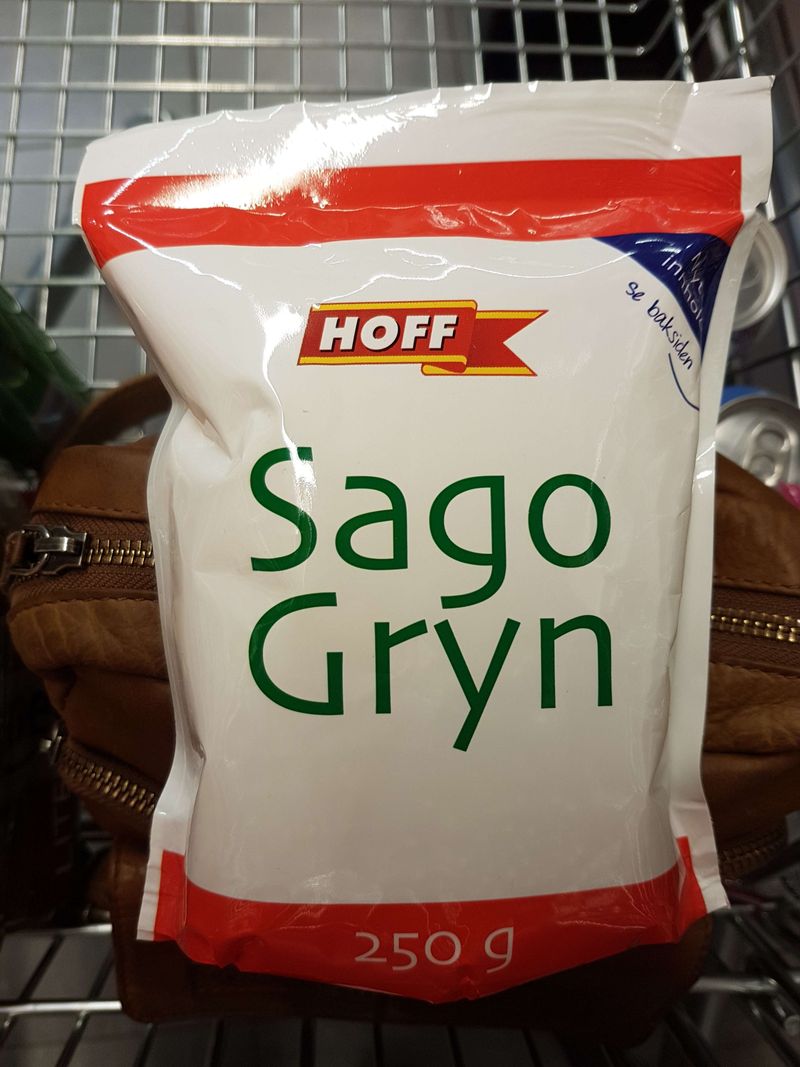 HOFF
se baksiden
Sago
Gryn
250 g